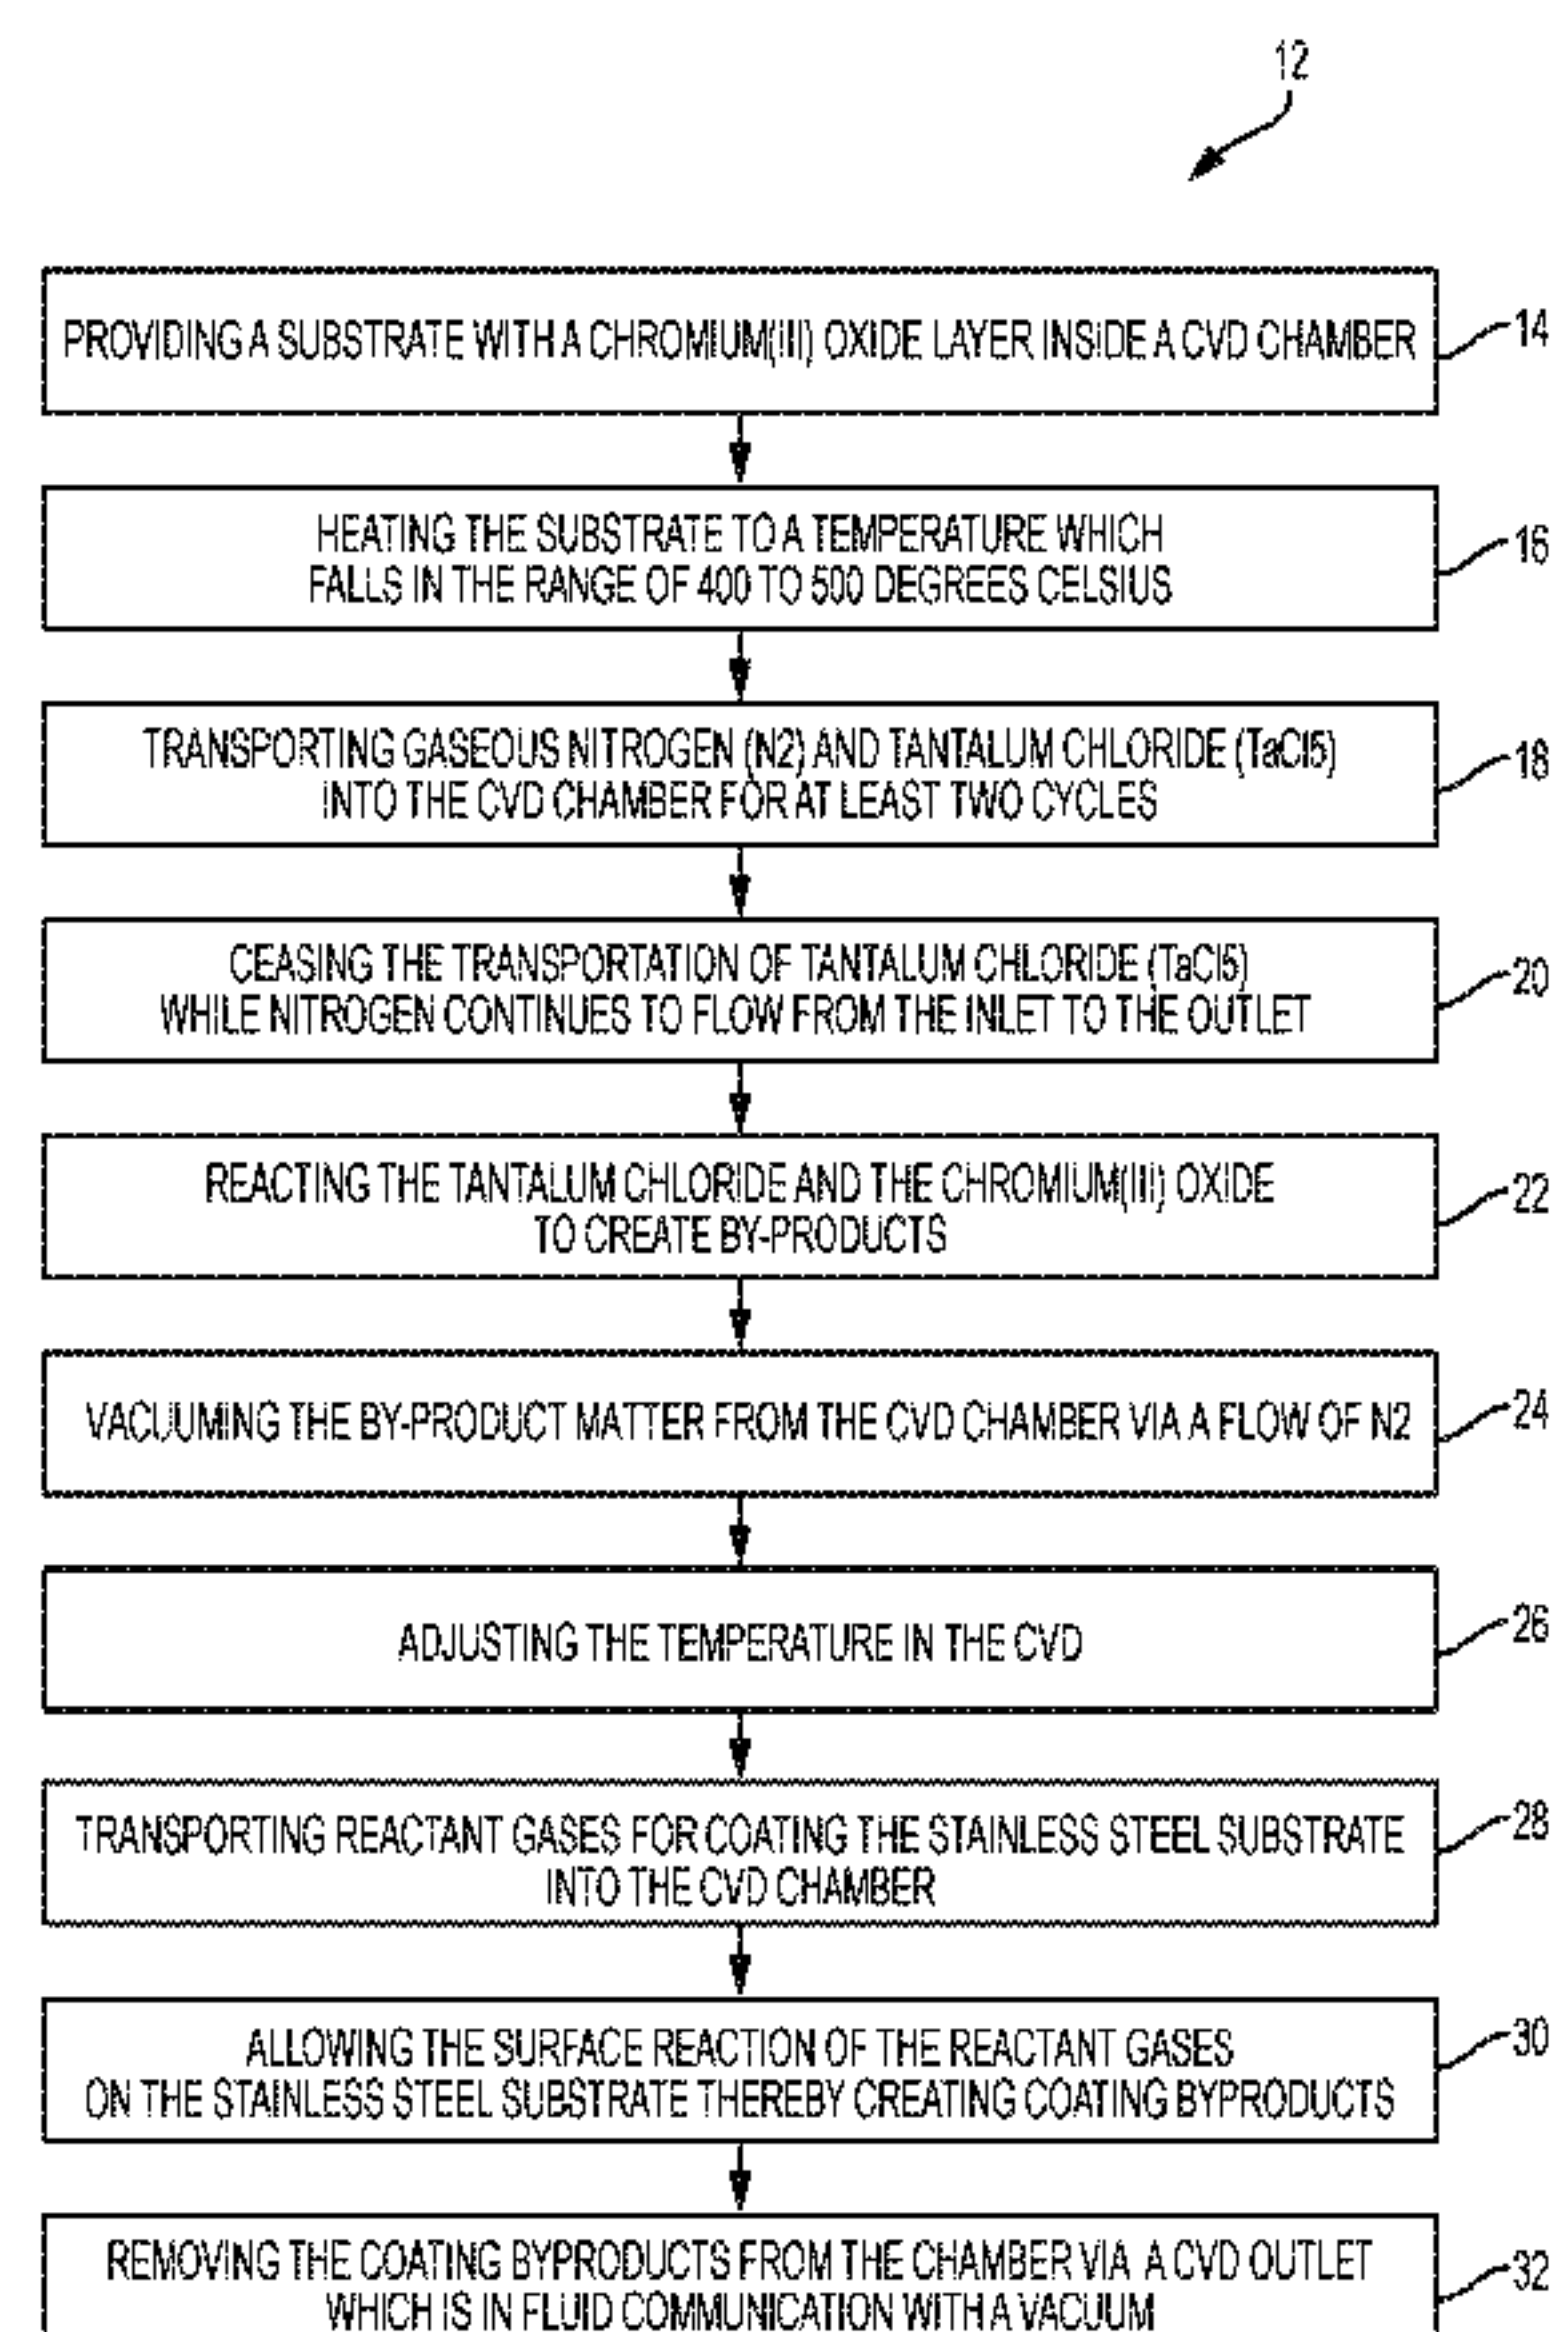 12
PROVIDING A SUBSTRATE WITH A CHROMIUM(III) OXIDE LAYER INSIDE A CVD CHAMBER
14
HEATING THE SUBSTRATE TO A TEMPERATURE WHICH
FALLS IN THE RANGE OF 400 TO 500 DEGREES CELSIUS
16
TRANSPORTING GASEOUS NITROGEN (N2) AND TANTALUM CHLORIDE (TaCl5)
INTO THE CVD CHAMBER FOR AT LEAST TWO CYCLES
18
CEASING THE TRANSPORTATION OF TANTALUM CHLORIDE (TaCl5)
WHILE NITROGEN CONTINUES TO FLOW FROM THE INLET TO THE OUTLET
20
REACTING THE TANTALUM CHLORIDE AND THE CHROMIUM(III) OXIDE
TO CREATE BY-PRODUCTS
22
VACUUMING THE BY-PRODUCT MATTER FROM THE CVD CHAMBER VIA A FLOW OF N2
24
ADJUSTING THE TEMPERATURE IN THE CVD
26
TRANSPORTING REACTANT GASES FOR COATING THE STAINLESS STEEL SUBSTRATE
INTO THE CVD CHAMBER
28
ALLOWING THE SURFACE REACTION OF THE REACTANT GASES
ON THE STAINLESS STEEL SUBSTRATE THEREBY CREATING COATING BYPRODUCTS
30
REMOVING THE COATING BYPRODUCTS FROM THE CHAMBER VIA A CVD OUTLET
WHICH IS IN FLUID COMMUNICATION WITH A VACUUM
32